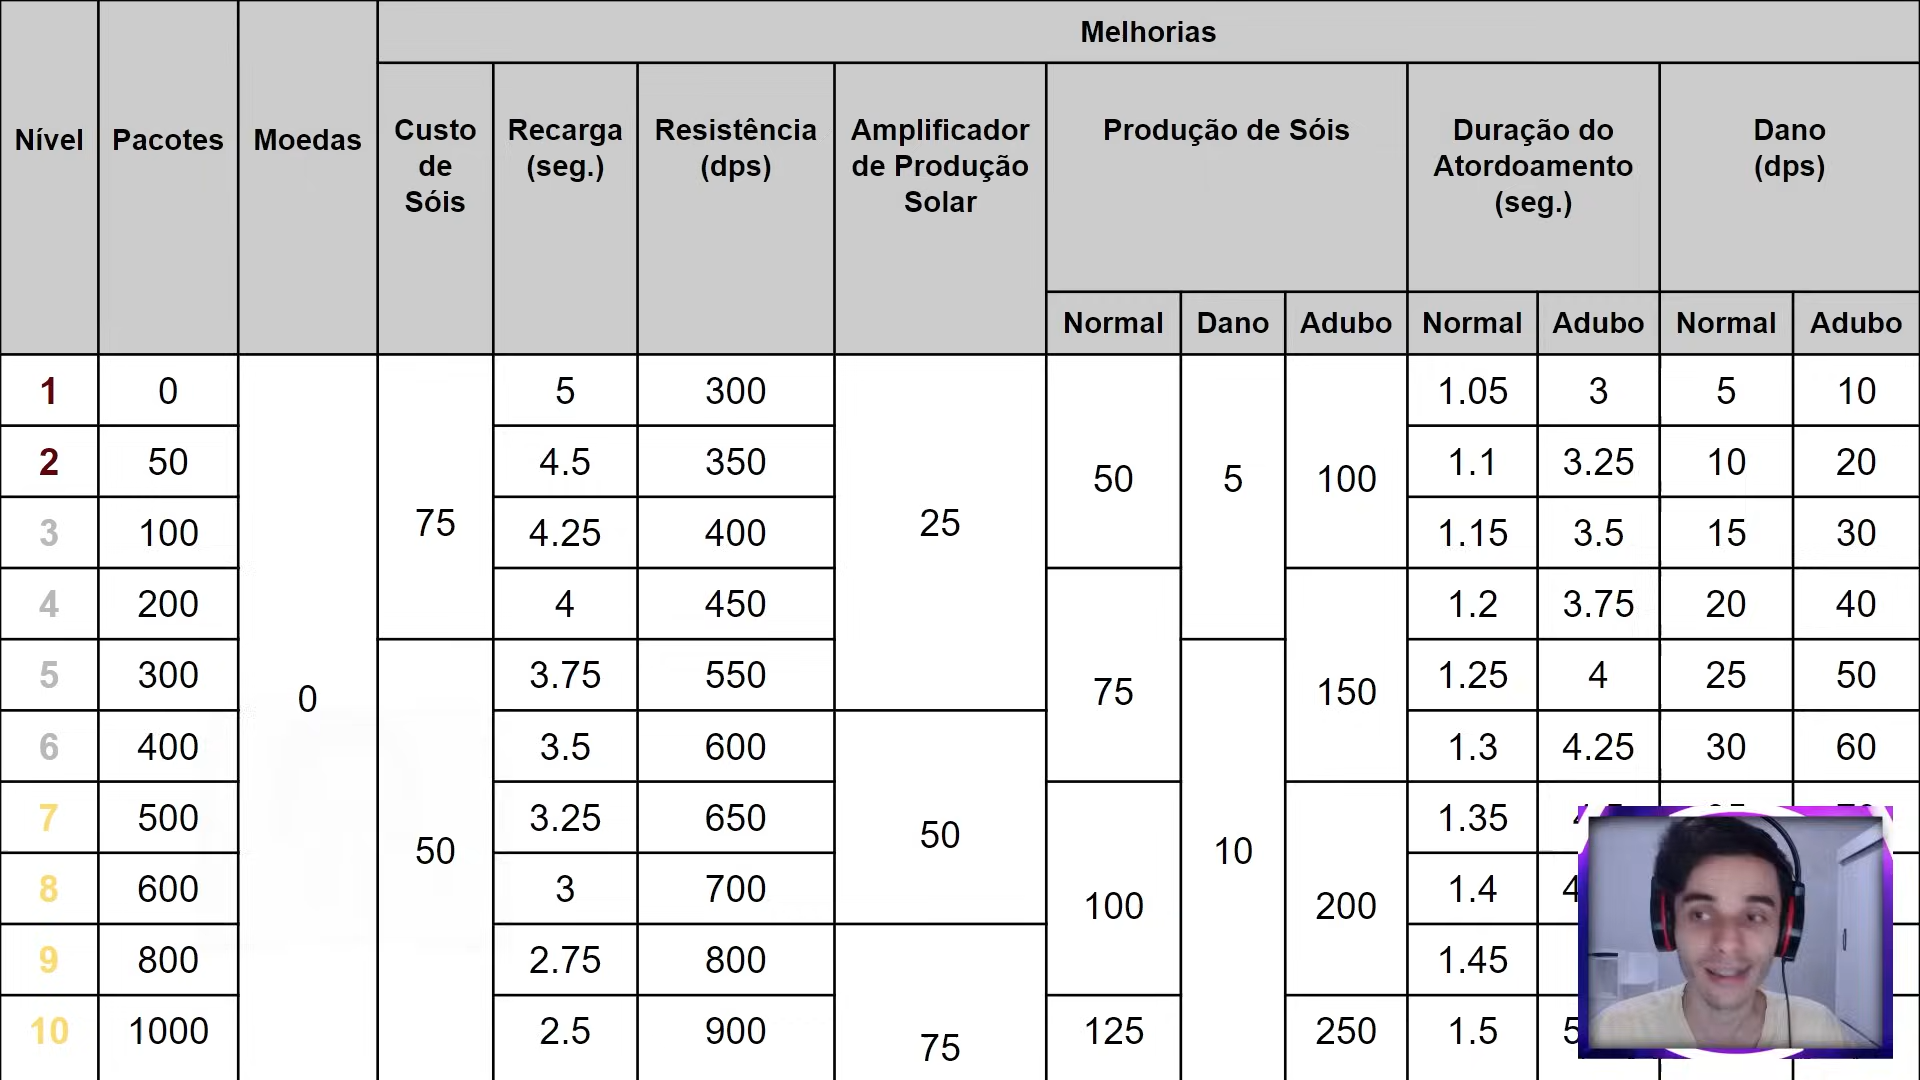 Melhorias
Nível Pacotes Moedas Custo de Sóis Recarga (seg.) Resistência (dps) Amplificador de Produção Solar Produção de Sóis Duração do Atordoamento (seg.) Dano (dps)
Normal Dano Adubo Normal Adubo Normal Adubo
1 0 0 75 5 300 25 50 5 100 1.05 3 5 10
2 50 4.5 350 1.1 3.25 10 20
3 100 4.25 400 1.15 3.5 15 30
4 200 4 450 75 150 1.2 3.75 20 40
5 300 50 3.75 550 10 1.25 4 25 50
6 400 3.5 600 50 1.3 4.25 30 60
7 500 3.25 650 100 200 1.35
8 600 3 700 1.4
9 800 2.75 800 75 1.45
10 1000 2.5 900 125 250 1.5